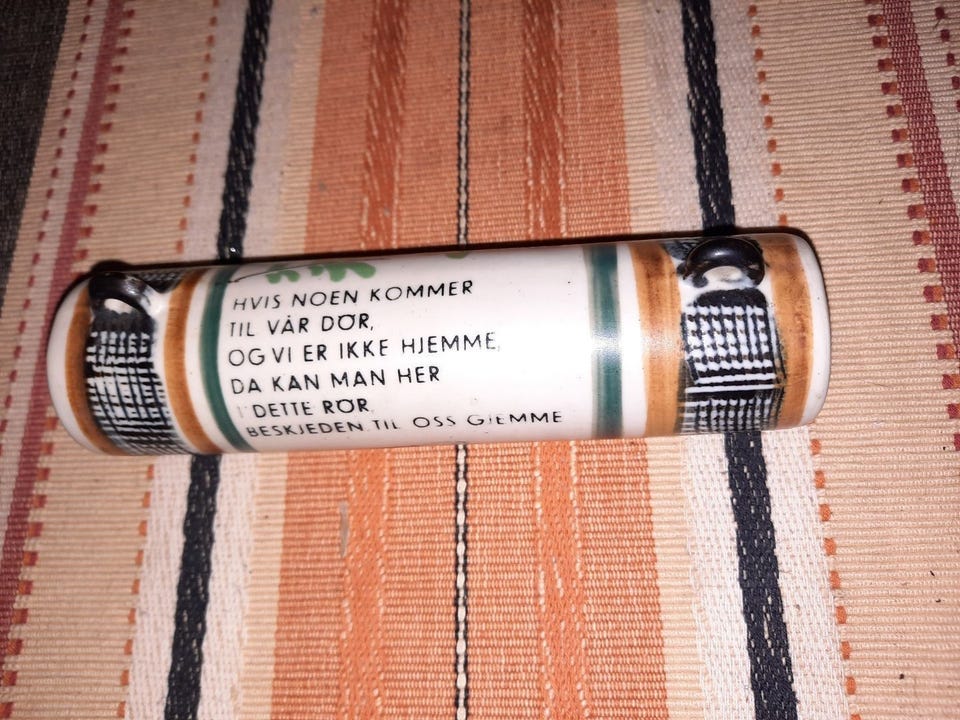 HVIS NOEN KOMMER
TIL VÅR DØR,
OG VI ER IKKE HJEMME,
DA KAN MAN HER
I DETTE RØR
BESKJEDEN TIL OSS GJEMME